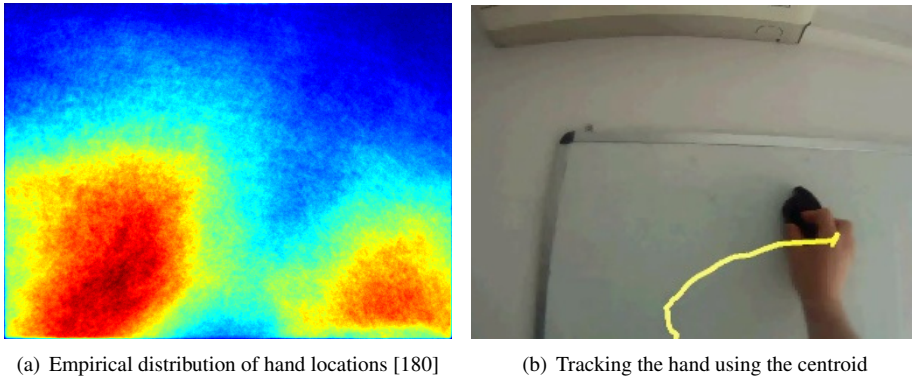 (a) Empirical distribution of hand locations [180]
(b) Tracking the hand using the centroid